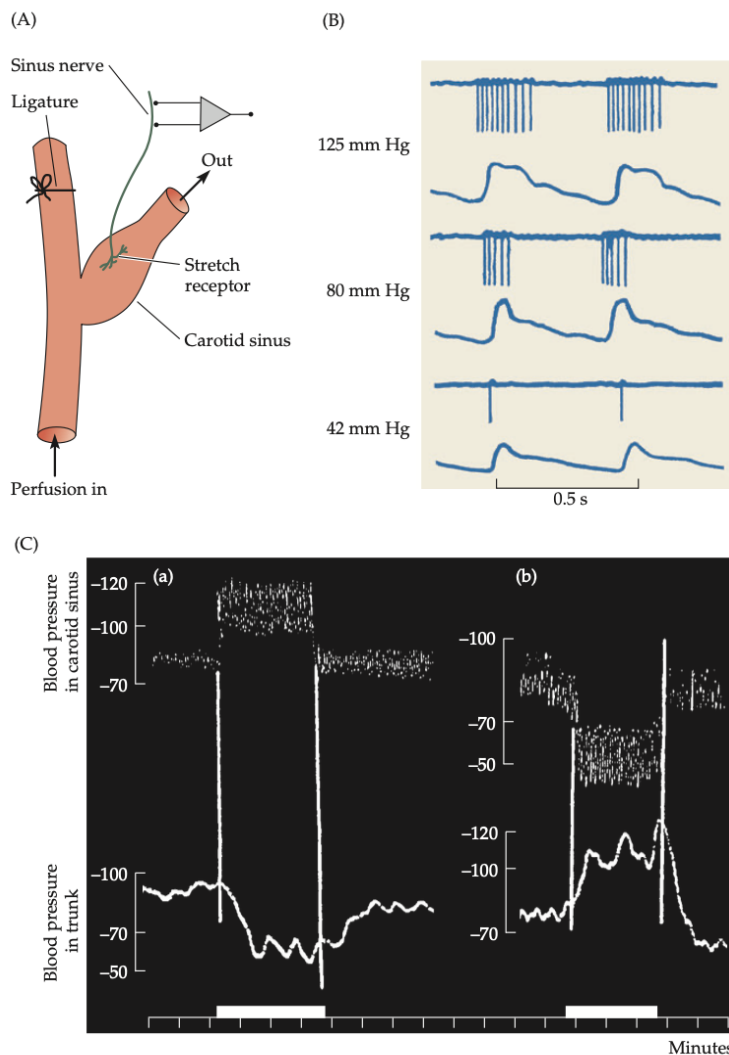 (A)
Sinus nerve
Ligature
Out
Stretch
receptor
Carotid sinus
Perfusion in
(B)
125 mm Hg
80 mm Hg
42 mm Hg
0.5 s
(C)
Blood pressure
in carotid sinus
–120
–100
–70
(a)
Blood pressure
in trunk
–100
–70
–50
(b)
–100
–70
–50
–120
–100
–70
Minutes